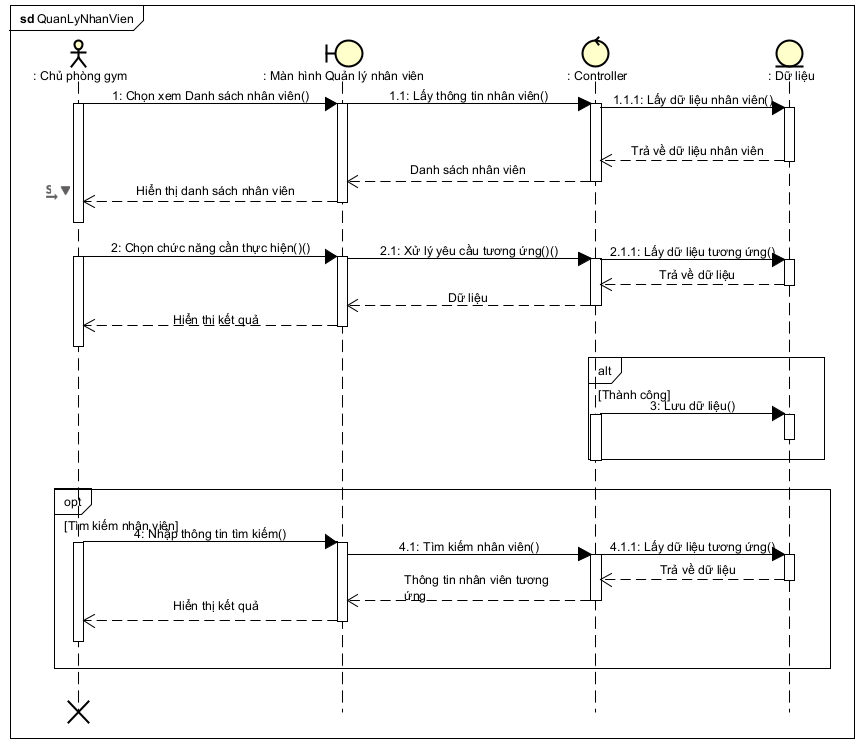 sd QuanLyNhanVien
: Chủ phòng gym
: Màn hình Quản lý nhân viên
: Controller
: Dữ liệu
1: Chọn xem Danh sách nhân viên()
1.1: Lấy thông tin nhân viên()
1.1.1: Lấy dữ liệu nhân viên()
Trả về dữ liệu nhân viên
Danh sách nhân viên
S
Hiển thị danh sách nhân viên
2: Chọn chức năng cần thực hiện()()
2.1: Xử lý yêu cầu tương ứng()()
2.1.1: Lấy dữ liệu tương ứng()
Trả về dữ liệu
Dữ liệu
Hiển thị kết quả
alt
[Thành công]
3: Lưu dữ liệu()
opt
[Tìm kiếm nhân viên]
4: Nhập thông tin tìm kiếm()
4.1: Tìm kiếm nhân viên()
4.1.1: Lấy dữ liệu tương ứng()
Trả về dữ liệu
Thông tin nhân viên tương
ứng
Hiển thị kết quả